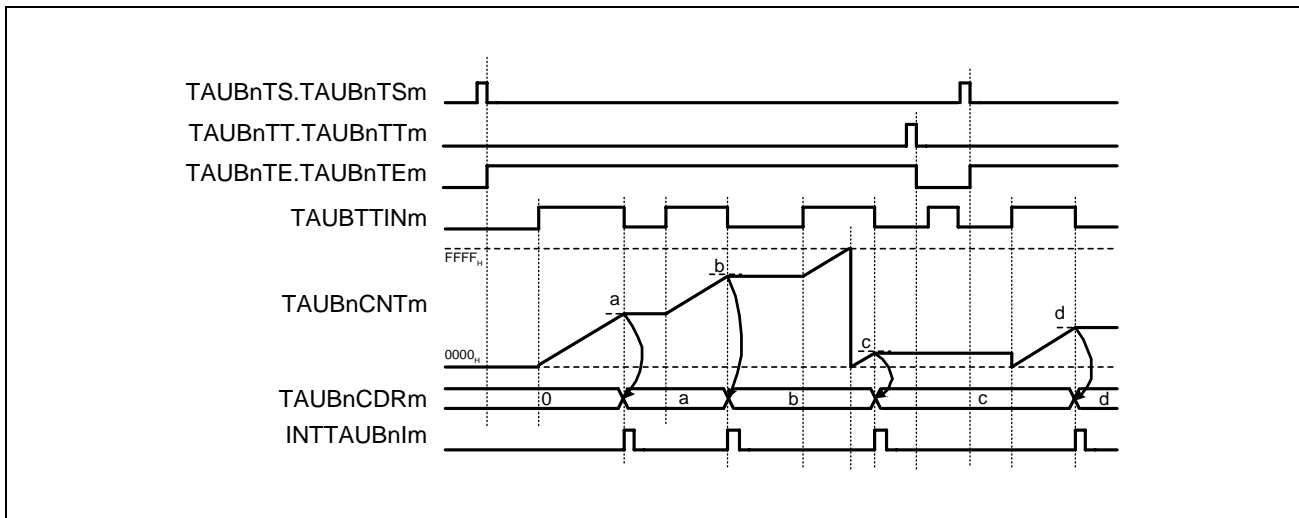 TAUBnTS.TAUBnTSm
TAUBnTT.TAUBnTTm
TAUBnTE.TAUBnTEm
TAUBTTINm
FFFFH
TAUBnCNTm
a
b
c
d
0000H
TAUBnCDRm
0
a
b
c
d
INTTAUBnIm